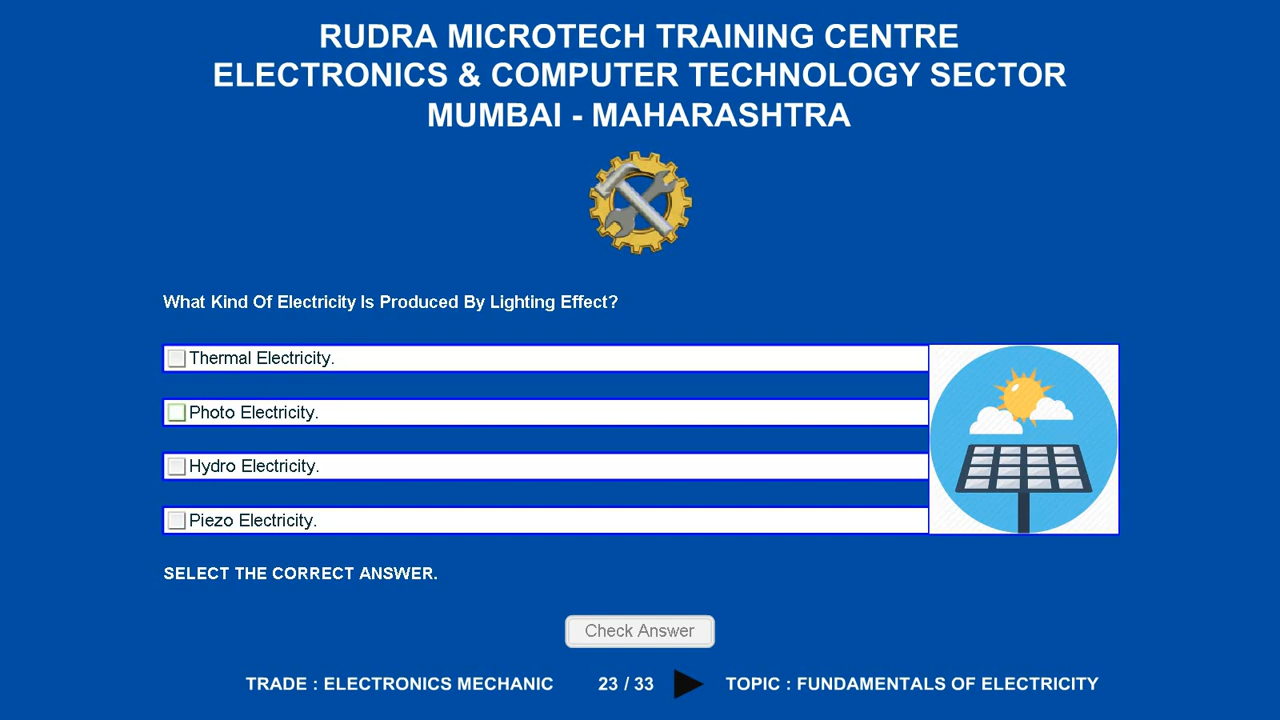 RUDRA MICROTECH TRAINING CENTRE
ELECTRONICS & COMPUTER TECHNOLOGY SECTOR
MUMBAI - MAHARASHTRA
What Kind Of Electricity Is Produced By Lighting Effect?
Thermal Electricity.
Photo Electricity.
Hydro Electricity.
Piezo Electricity.
SELECT THE CORRECT ANSWER.
Check Answer
TRADE : ELECTRONICS MECHANIC 23 / 33 TOPIC : FUNDAMENTALS OF ELECTRICITY